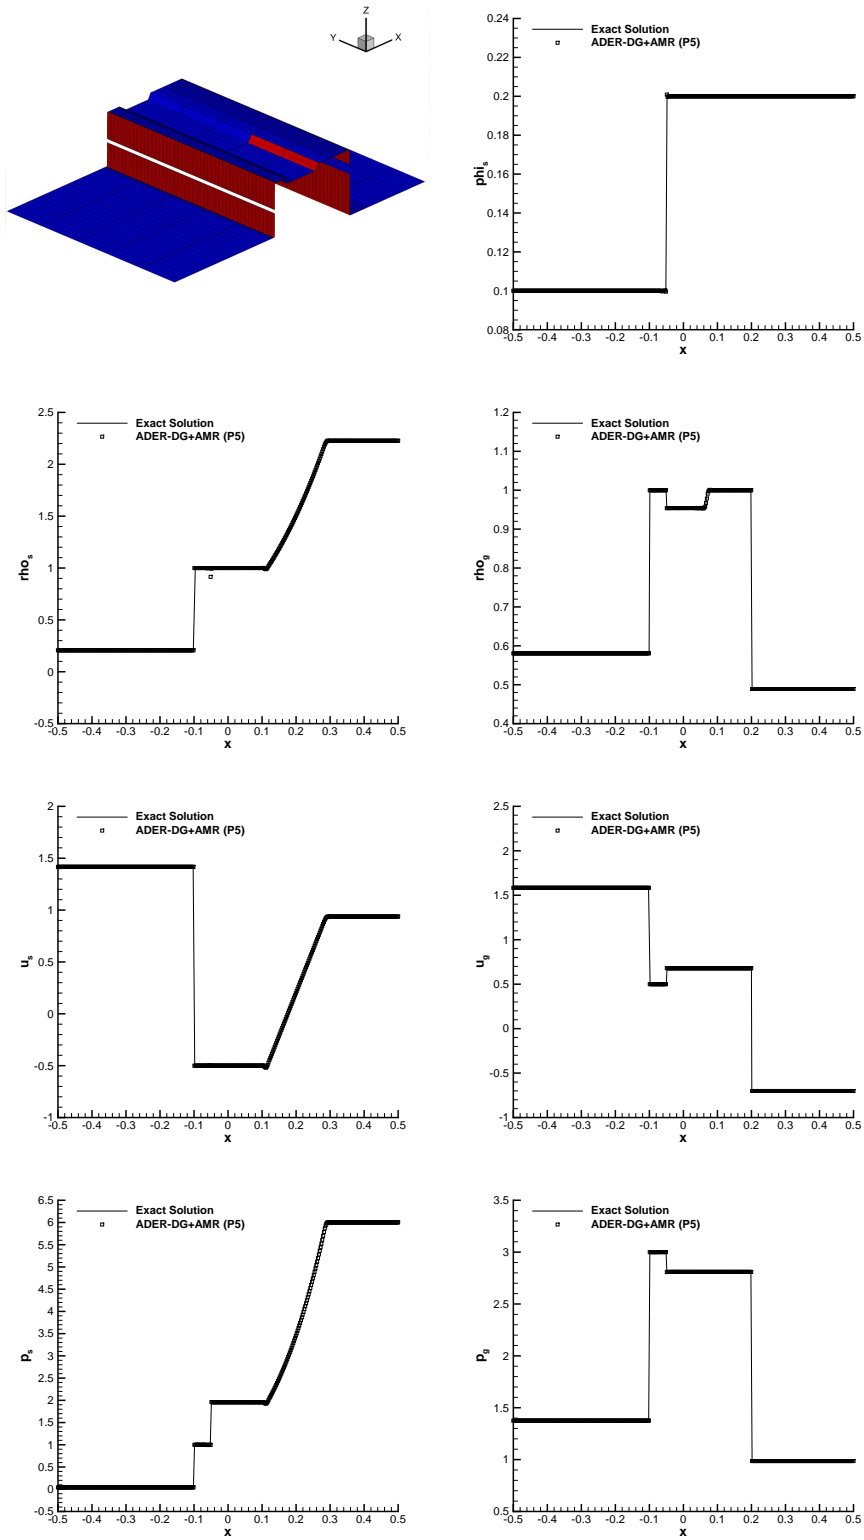 Z
Y
X
Exact Solution
ADER-DG+AMR (P5)
0.24
0.22
0.2
0.18
0.16
0.14
0.12
0.1
0.08
phi_s
-0.5 -0.4 -0.3 -0.2 -0.1 0 0.1 0.2 0.3 0.4 0.5
x
Exact Solution
ADER-DG+AMR (P5)
2.5
2
1.5
1
0.5
0
-0.5
rho_s
-0.5 -0.4 -0.3 -0.2 -0.1 0 0.1 0.2 0.3 0.4 0.5
x
Exact Solution
ADER-DG+AMR (P5)
1.2
1.1
1
0.9
0.8
0.7
0.6
0.5
0.4
rho_g
-0.5 -0.4 -0.3 -0.2 -0.1 0 0.1 0.2 0.3 0.4 0.5
x
Exact Solution
ADER-DG+AMR (P5)
2
1.5
1
0.5
0
-0.5
-1
u_s
-0.5 -0.4 -0.3 -0.2 -0.1 0 0.1 0.2 0.3 0.4 0.5
x
Exact Solution
ADER-DG+AMR (P5)
2.5
2
1.5
1
0.5
0
-0.5
-1
u_g
-0.5 -0.4 -0.3 -0.2 -0.1 0 0.1 0.2 0.3 0.4 0.5
x
Exact Solution
ADER-DG+AMR (P5)
6.5
6
5.5
5
4.5
4
3.5
3
2.5
2
1.5
1
0.5
0
-0.5
p_s
-0.5 -0.4 -0.3 -0.2 -0.1 0 0.1 0.2 0.3 0.4 0.5
x
Exact Solution
ADER-DG+AMR (P5)
3.5
3
2.5
2
1.5
1
0.5
p_g
-0.5 -0.4 -0.3 -0.2 -0.1 0 0.1 0.2 0.3 0.4 0.5
x